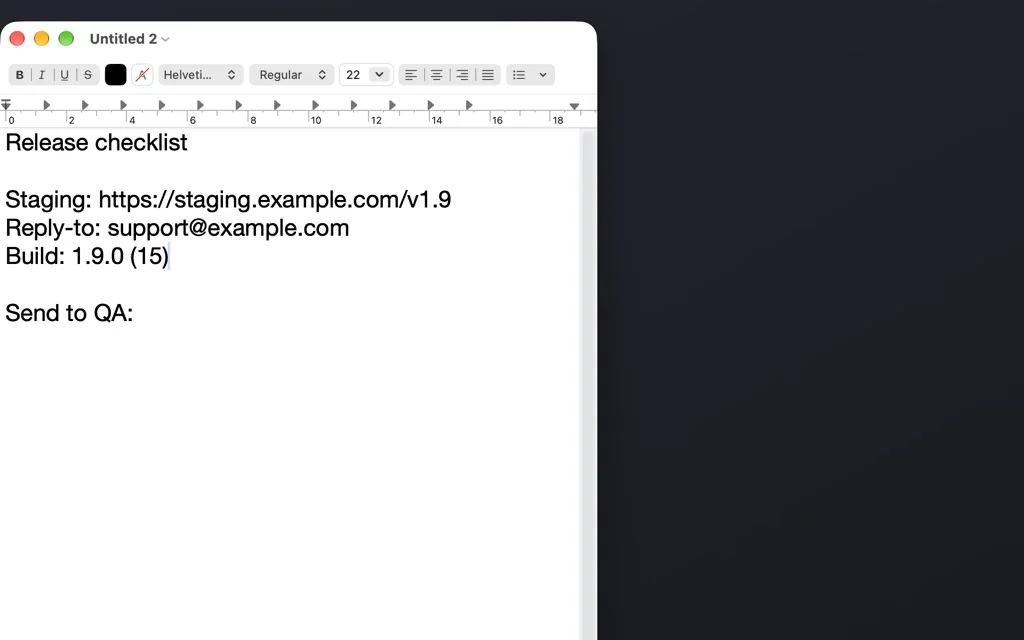 Untitled 2
B I U S Helveti... Regular 22
0 2 4 6 8 10 12 14 16 18
Release checklist
Staging: https://staging.example.com/v1.9
Reply-to: support@example.com
Build: 1.9.0 (15)
Send to QA: